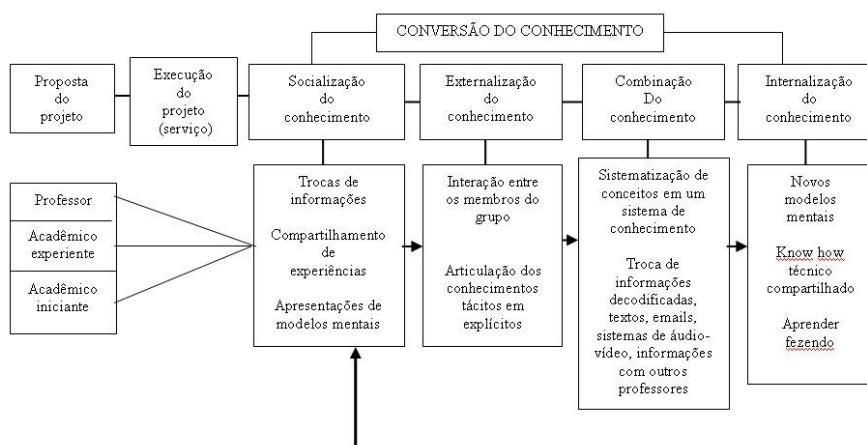 CONVERSÃO DO CONHECIMENTO
Proposta
do
projeto
Execução
do
projeto
(serviço)
Socialização
do
conhecimento
Externalização
do
conhecimento
Combinação
Do
conhecimento
Internalização
do
conhecimento
Professor
Acadêmico
experiente
Acadêmico
iniciante
Trocas de
informações
Compartilhamento
de
experiências
Apresentações de
modelos mentais
Interação entre
os membros do
grupo
Articulação dos
conhecimentos
tácitos em
explícitos
Sistematização de
conceitos em um
sistema de
conhecimento
Troca de
informações
decodificadas,
textos, emails,
sistemas de áudio-
vídeo, informações
com outros
professores
Novos
modelos
mentais
Know how
técnico
compartilhado
Aprender
fezendo